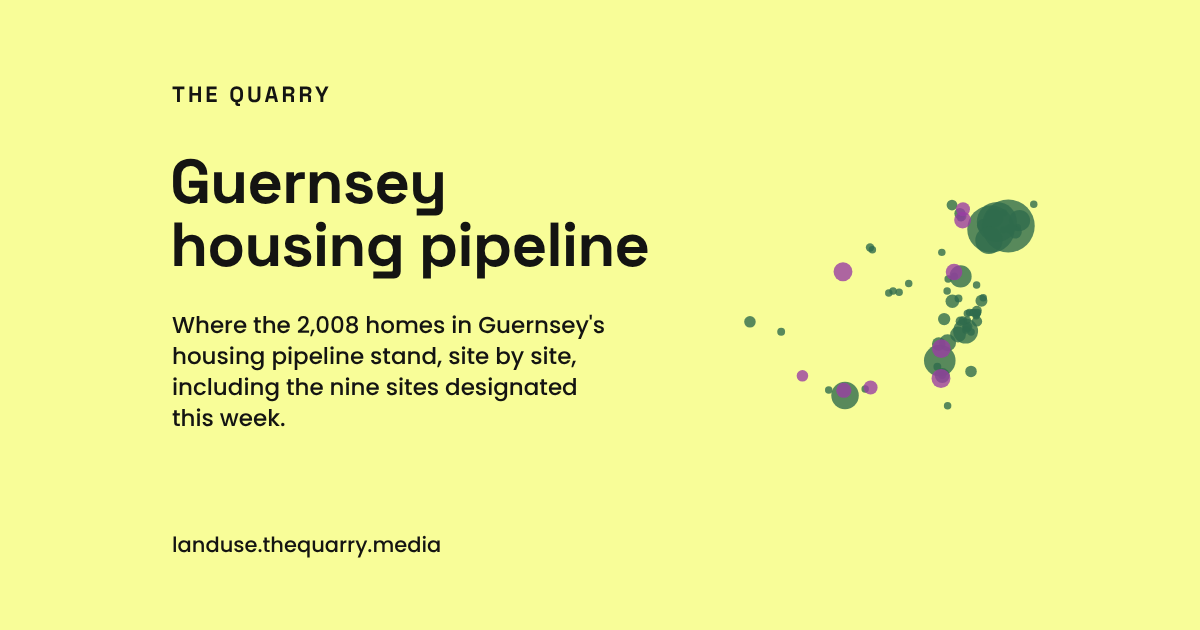 THE QUARRY
Guernsey
housing pipeline
Where the 2,008 homes in Guernsey's
housing pipeline stand, site by site,
including the nine sites designated
this week.
landuse.thequarry.media